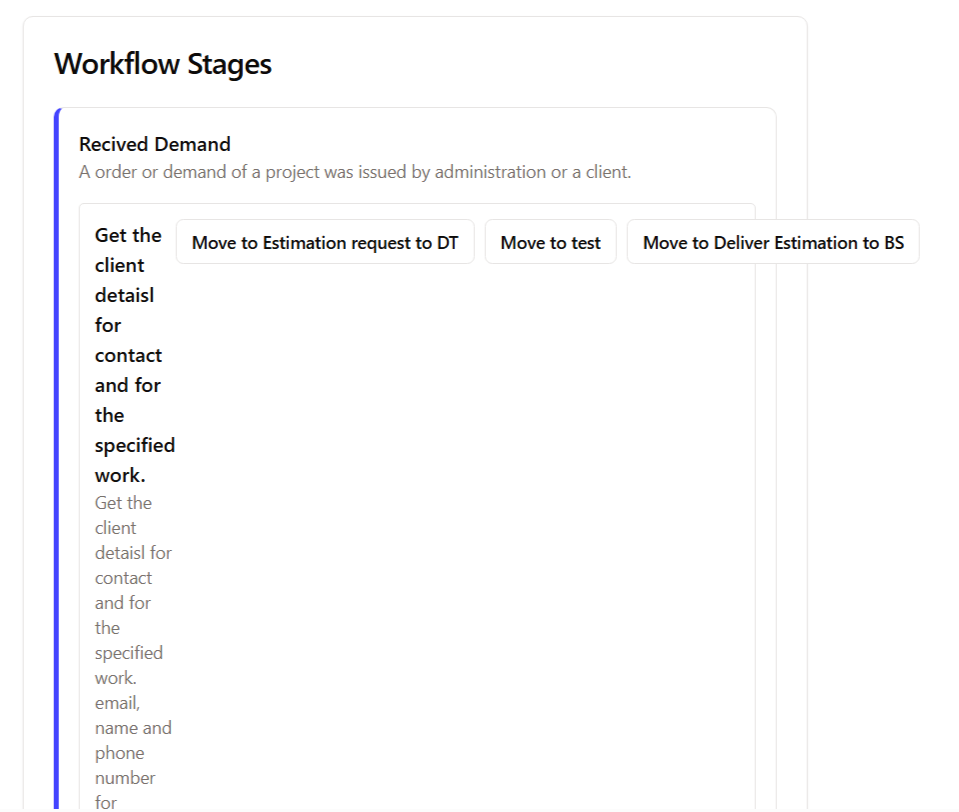 Workflow Stages
Recived Demand
A order or demand of a project was issued by administration or a client.
Get the
client
detaisl
for
contact
and for
the
specified
work.
Move to Estimation request to DT
Move to test
Move to Deliver Estimation to BS
Get the
client
detaisl for
contact
and for
the
specified
work.
email,
name and
phone
number
for